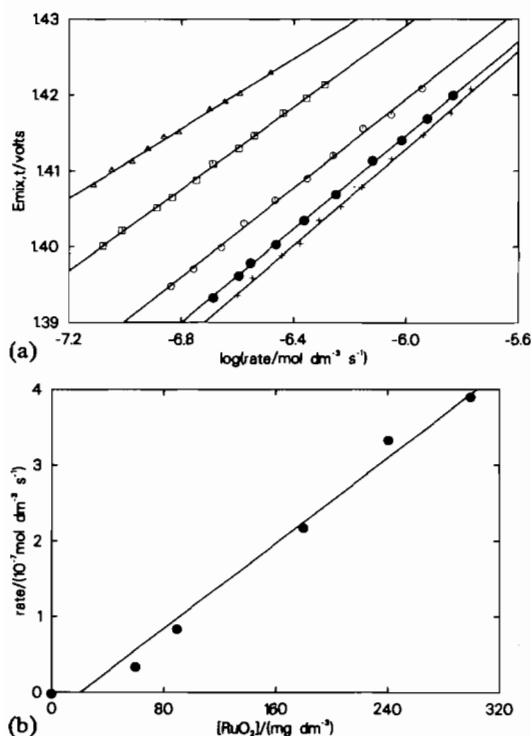 1.43
1.42
1.41
1.40
1.39
Emix,t/volts
-7.2 -6.8 -6.4 -6.0 -5.6
log(rate/mol dm⁻³ s⁻¹)
(a)
4
3
2
1
0
rate/(10⁻⁷mol dm⁻³ s⁻¹)
0 80 160 240 320
[RuO₂]/(mg dm⁻³)
(b)